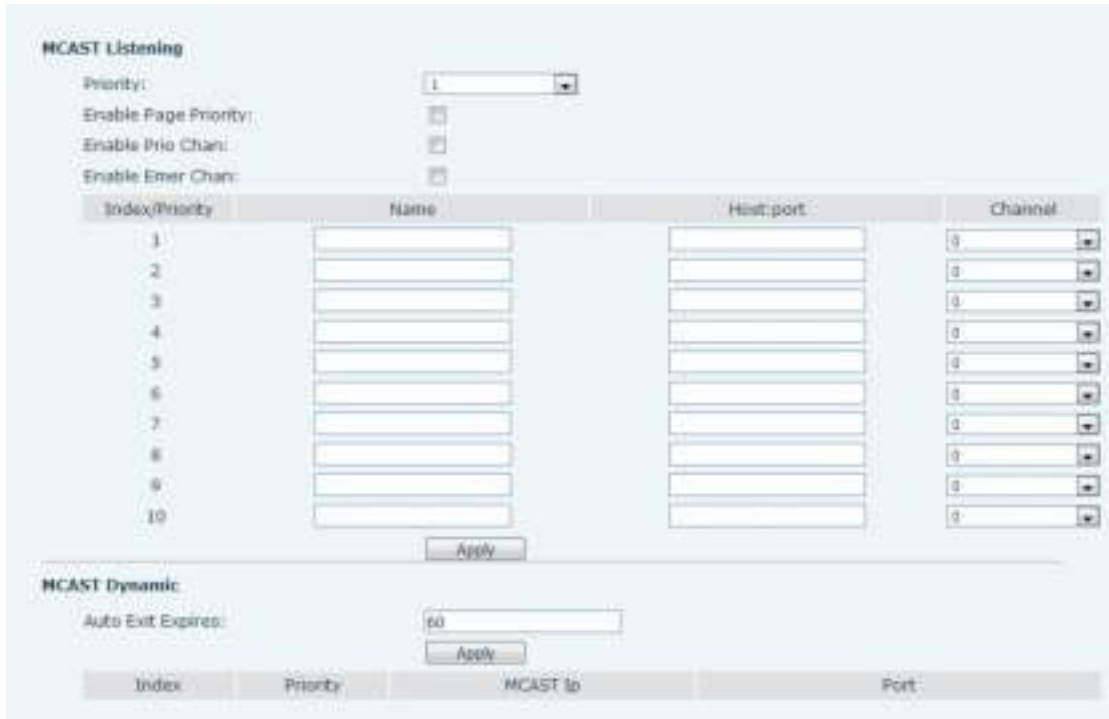 MCAST Listening
Priority: 1
Enable Page Priority:
Enable Prio Chan:
Enable Emer Chan:
Index/Priority Name Host:port Channel
1 0
2 0
3 0
4 0
5 0
6 0
7 0
8 0
9 0
10 0
Apply
MCAST Dynamic
Auto Exit Expires: 60
Apply
Index Priority MCAST Ip Port